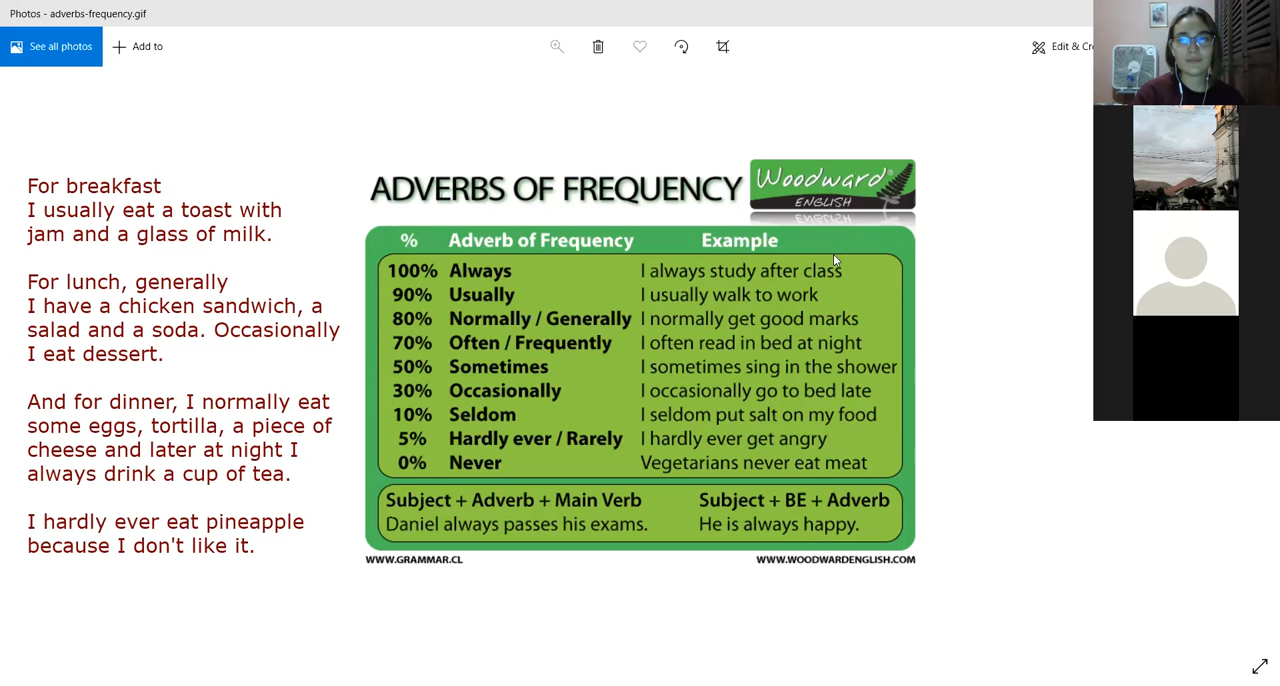 Photos - adverbs-frequency.gif
See all photos
Add to
Edit & Cr
For breakfast
I usually eat a toast with
jam and a glass of milk.
For lunch, generally
I have a chicken sandwich, a
salad and a soda. Occasionally
I eat dessert.
And for dinner, I normally eat
some eggs, tortilla, a piece of
cheese and later at night I
always drink a cup of tea.
I hardly ever eat pineapple
because I don't like it.
ADVERBS OF FREQUENCY
Woodward®
ENGLISH
% Adverb of Frequency Example
100% Always I always study after class
90% Usually I usually walk to work
80% Normally / Generally I normally get good marks
70% Often / Frequently I often read in bed at night
50% Sometimes I sometimes sing in the shower
30% Occasionally I occasionally go to bed late
10% Seldom I seldom put salt on my food
5% Hardly ever / Rarely I hardly ever get angry
0% Never Vegetarians never eat meat
Subject + Adverb + Main Verb Subject + BE + Adverb
Daniel always passes his exams. He is always happy.
WWW.GRAMMAR.CL WWW.WOODWARDENGLISH.COM